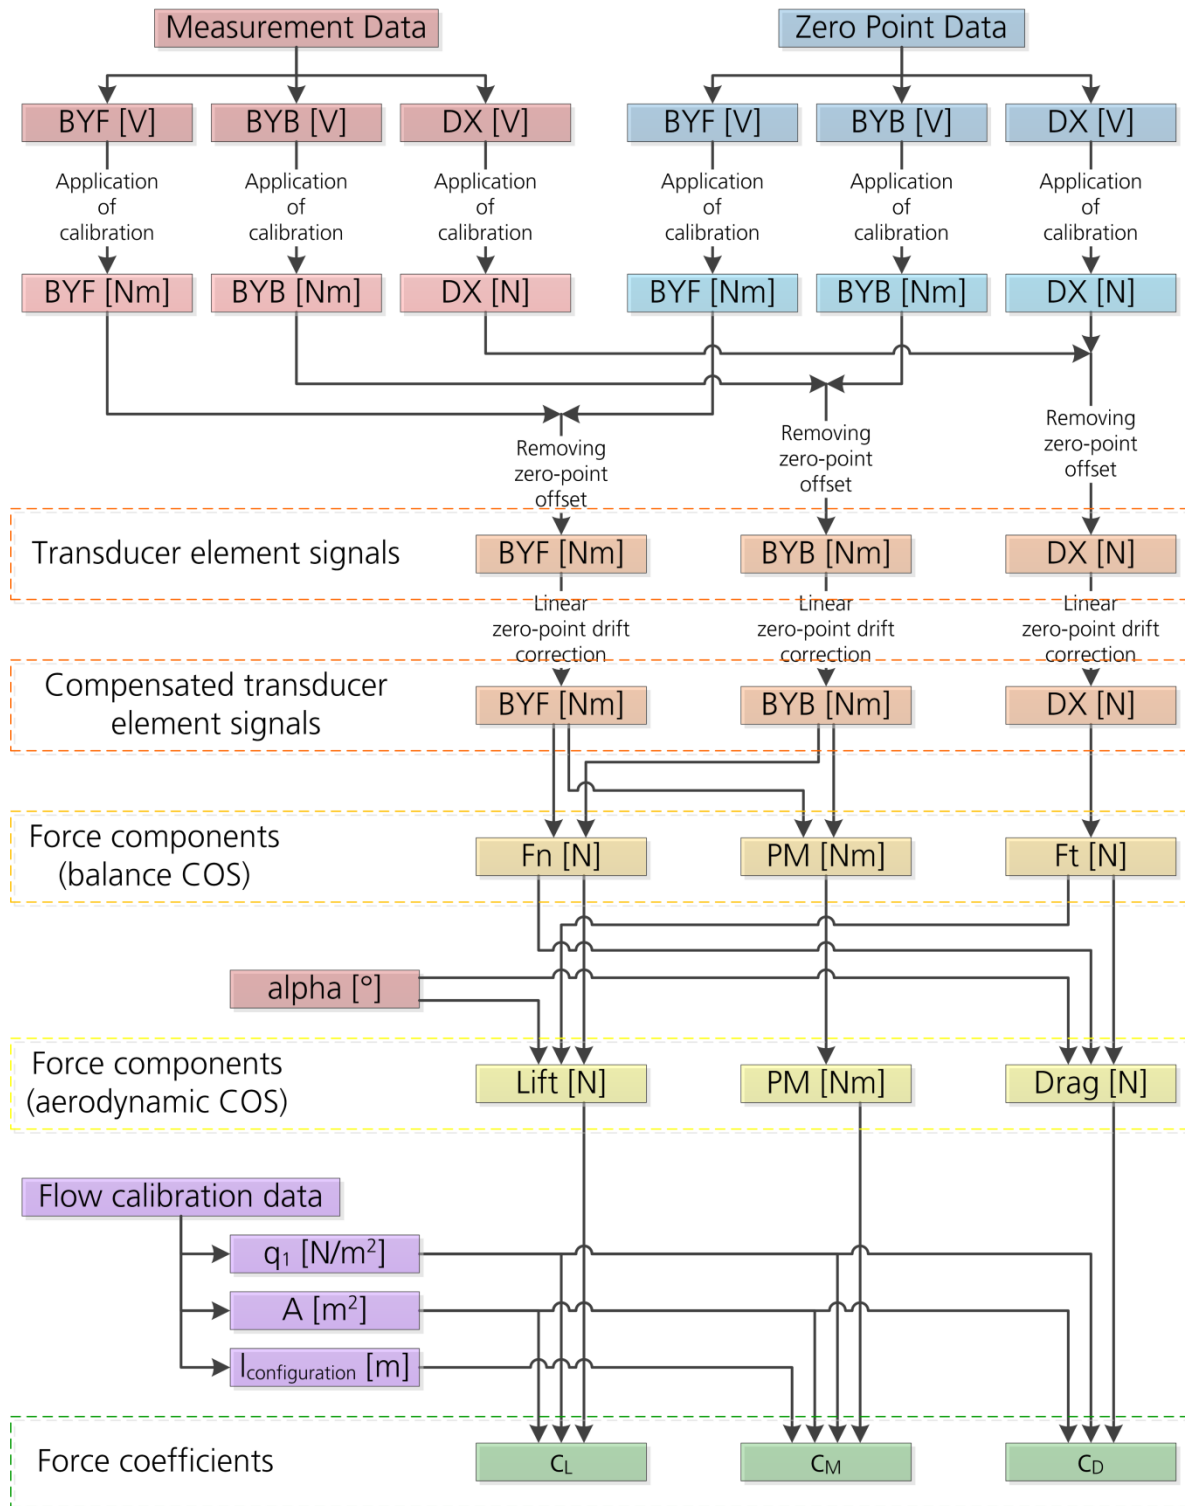 Measurement Data
Zero Point Data
BYF [V]
BYB [V]
DX [V]
BYF [V]
BYB [V]
DX [V]
Application
of
calibration
Application
of
calibration
Application
of
calibration
Application
of
calibration
Application
of
calibration
Application
of
calibration
BYF [Nm]
BYB [Nm]
DX [N]
BYF [Nm]
BYB [Nm]
DX [N]
Removing
zero-point
offset
Removing
zero-point
offset
Removing
zero-point
offset
Transducer element signals
BYF [Nm]
BYB [Nm]
DX [N]
Linear
zero-point drift
correction
Linear
zero-point drift
correction
Linear
zero-point drift
correction
Compensated transducer
element signals
BYF [Nm]
BYB [Nm]
DX [N]
Force components
(balance COS)
Fn [N]
PM [Nm]
Ft [N]
alpha [°]
Force components
(aerodynamic COS)
Lift [N]
PM [Nm]
Drag [N]
Flow calibration data
q₁ [N/m²]
A [m²]
lconfiguration [m]
Force coefficients
cL
cM
cD